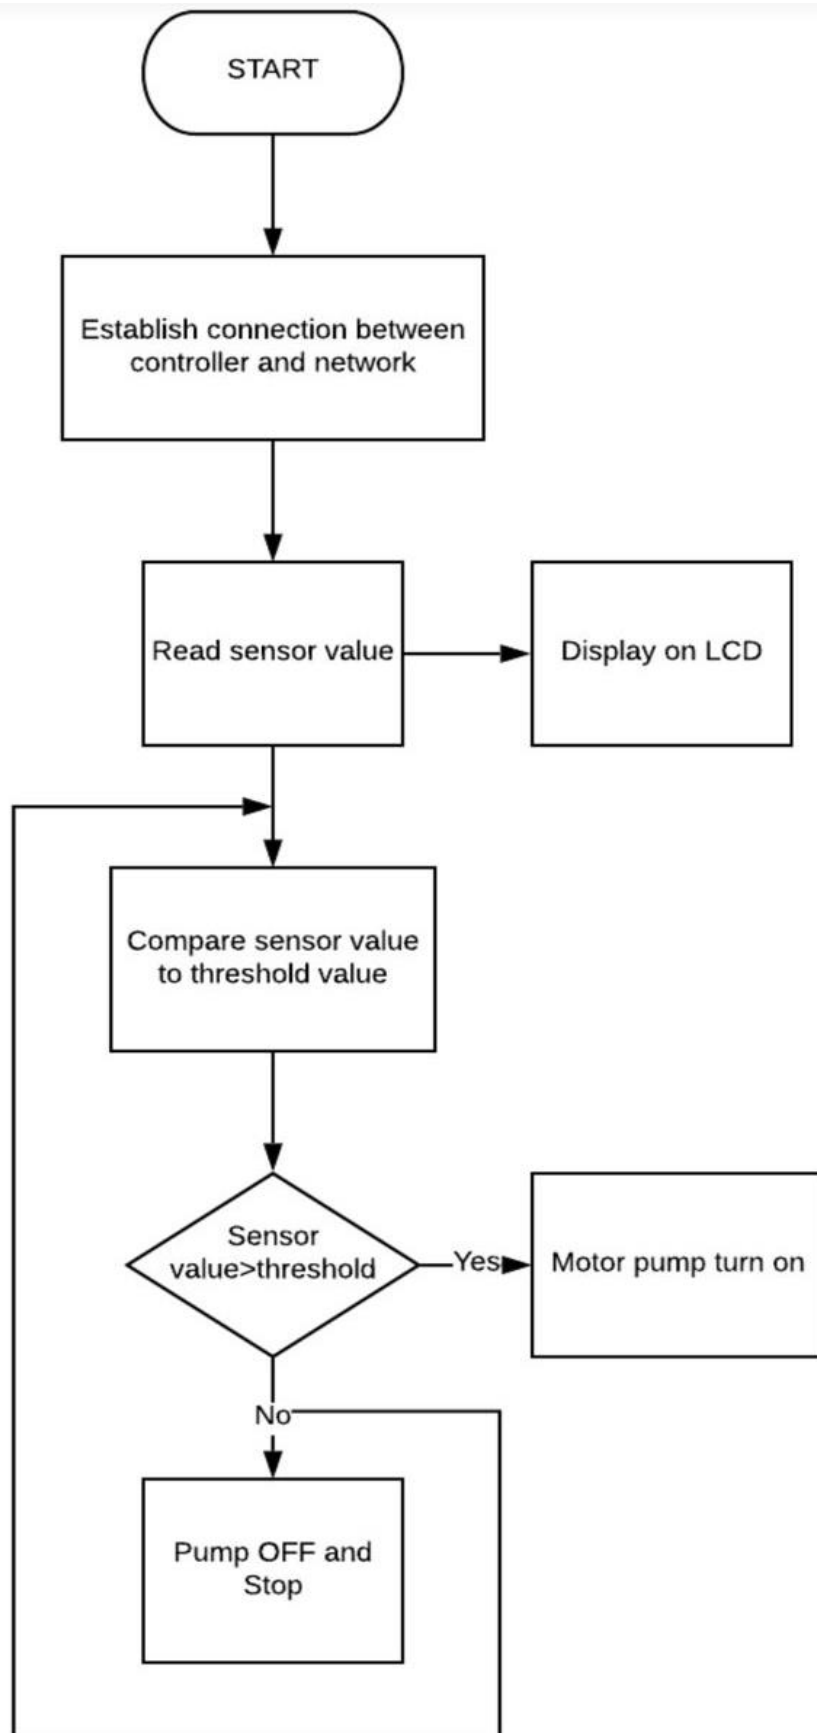 START
Establish connection between
controller and network
Read sensor value
Display on LCD
Compare sensor value
to threshold value
Sensor
value>threshold
Yes
Motor pump turn on
No
Pump OFF and
Stop